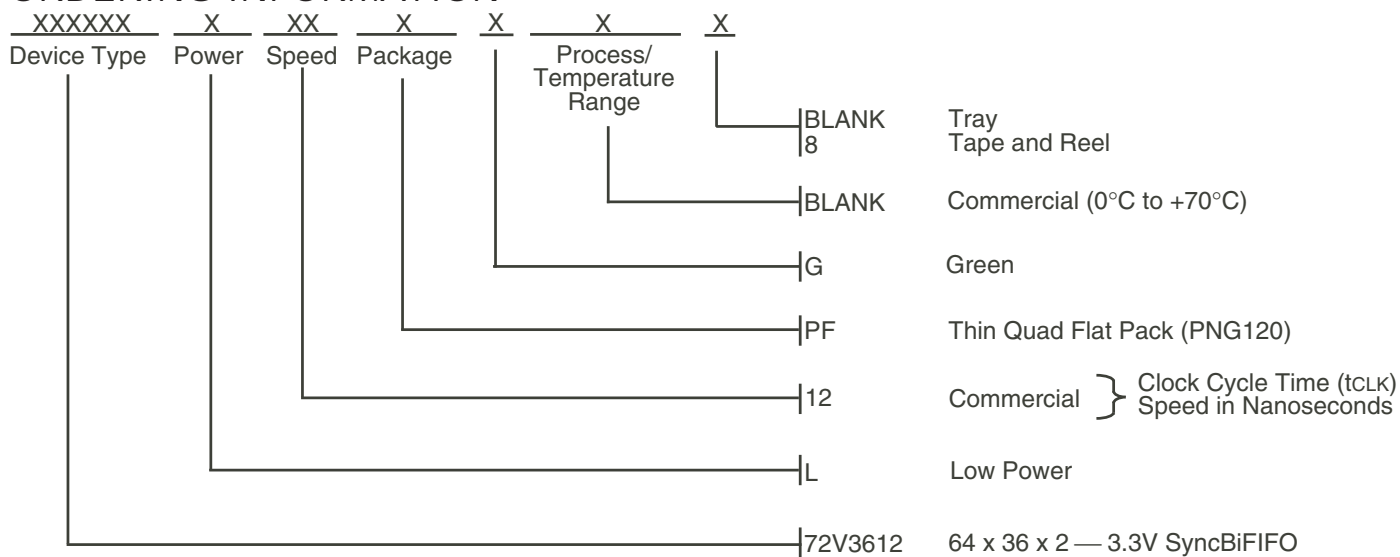 ORDERING INFORMATION
XXXXXX X XX X X X X
Device Type Power Speed Package Process/
Temperature
Range
BLANK Tray
8 Tape and Reel
BLANK Commercial (0°C to +70°C)
G Green
PF Thin Quad Flat Pack (PNG120)
12 Commercial } Clock Cycle Time (tCLK)
Speed in Nanoseconds
L Low Power
72V3612 64 x 36 x 2 — 3.3V SyncBiFIFO